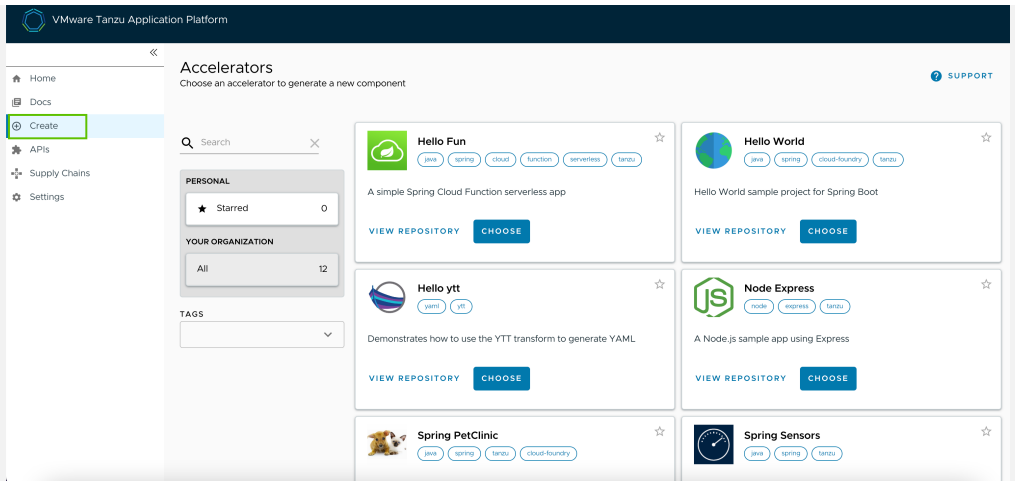 VMware Tanzu Application Platform
Home
Docs
Create
APIs
Supply Chains
Settings
Accelerators
Choose an accelerator to generate a new component
SUPPORT
Search
PERSONAL
Starred 0
YOUR ORGANIZATION
All 12
TAGS
Hello Fun
java spring cloud function serverless tanzu
A simple Spring Cloud Function serverless app
VIEW REPOSITORY CHOOSE
Hello World
java spring cloud-foundry tanzu
Hello World sample project for Spring Boot
VIEW REPOSITORY CHOOSE
Hello ytt
yaml ytt
Demonstrates how to use the YTT transform to generate YAML
VIEW REPOSITORY CHOOSE
JS
Node Express
node express tanzu
A Node.js sample app using Express
VIEW REPOSITORY CHOOSE
Spring PetClinic
java spring tanzu cloud-foundry
Spring Sensors
java spring tanzu